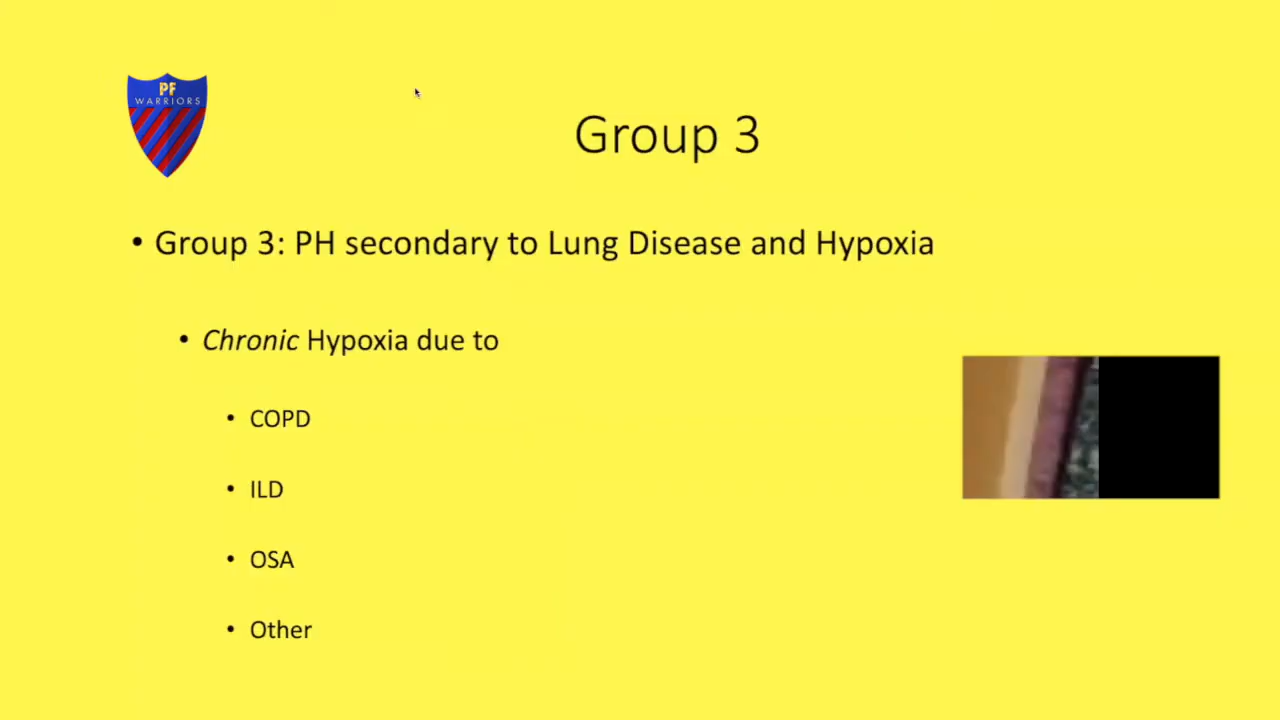 PF
WARRIORS
Group 3
• Group 3: PH secondary to Lung Disease and Hypoxia
• Chronic Hypoxia due to
• COPD
• ILD
• OSA
• Other